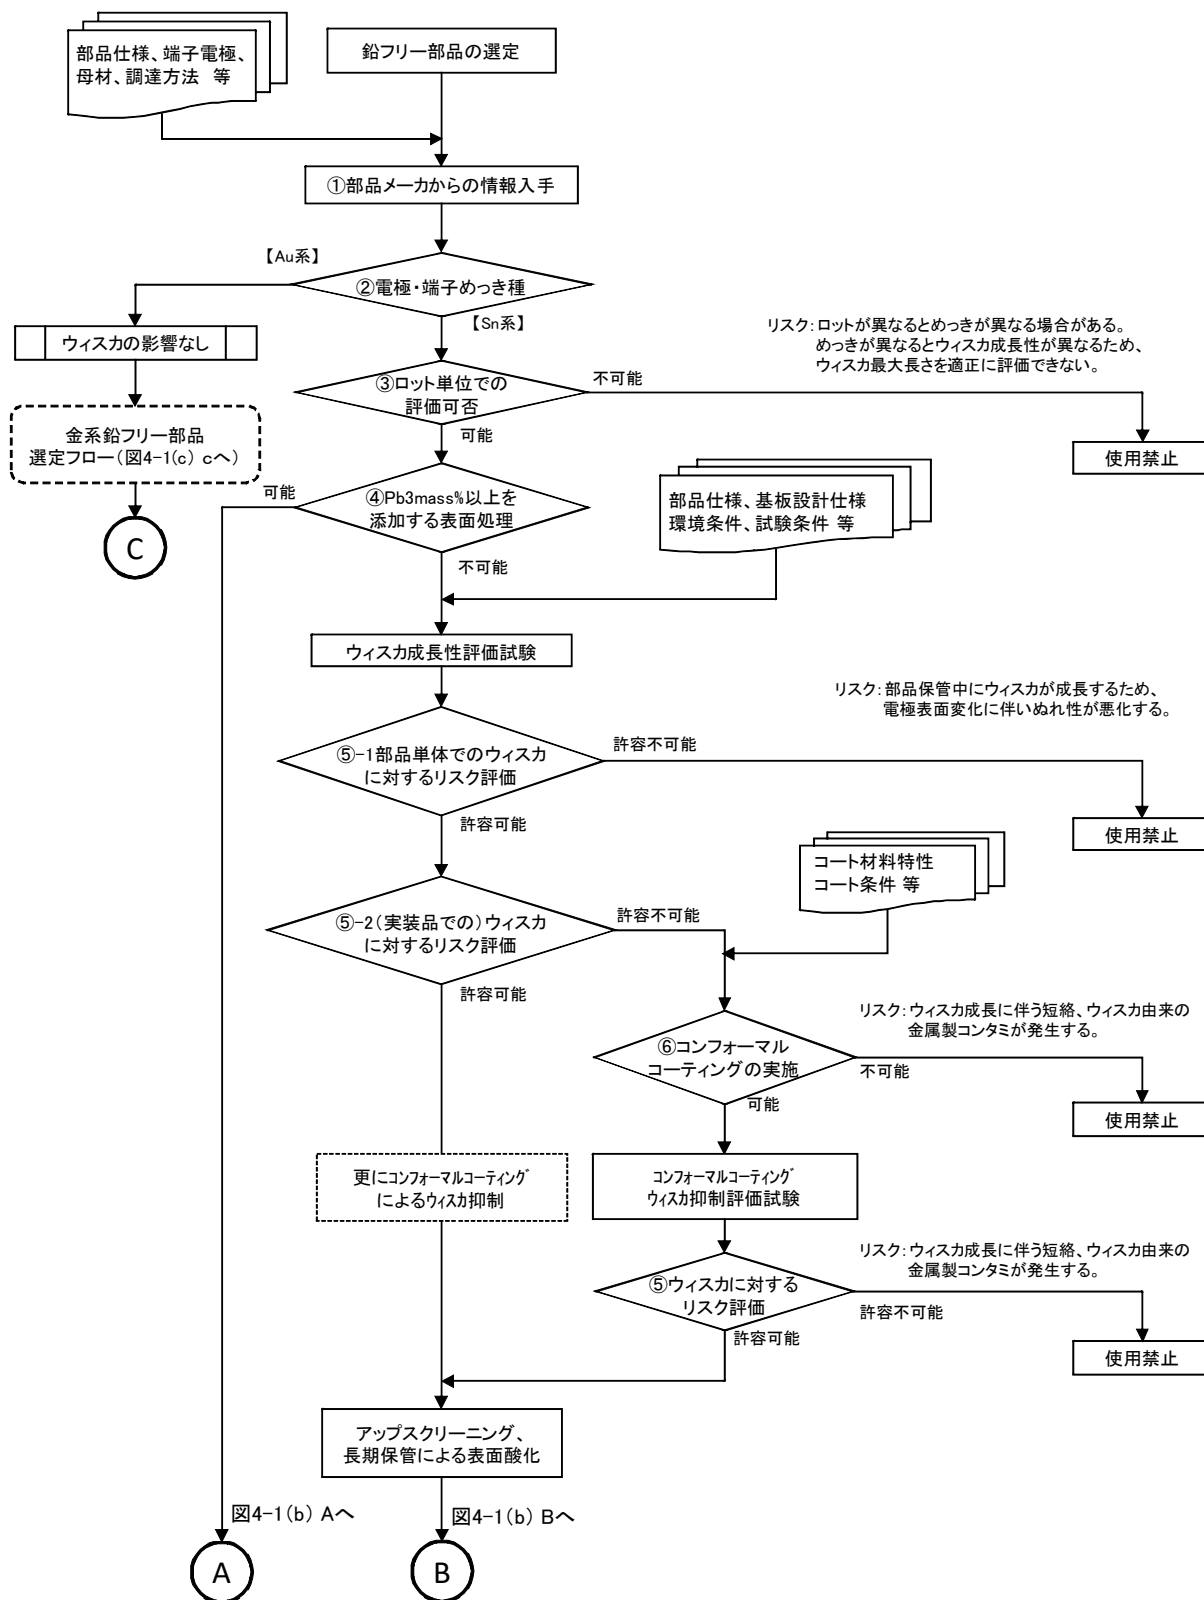 部品仕様、端子電極、
母材、調達方法 等
鉛フリー部品の選定
①部品メーカからの情報入手
【Au系】
②電極・端子めっき種
【Sn系】
ウィスカの影響なし
リスク：ロットが異なるとめっきが異なる場合がある。
めっきが異なるとウィスカ成長性が異なるため、
ウィスカ最大長さを適正に評価できない。
③ロット単位での
評価可否
不可能
可能
使用禁止
金系鉛フリー部品
選定フロー（図4-1(c) cへ）
C
可能
④Pb3mass%以上を
添加する表面処理
不可能
部品仕様、基板設計仕様
環境条件、試験条件 等
ウィスカ成長性評価試験
リスク：部品保管中にウィスカが成長するため、
電極表面変化に伴いぬれ性が悪化する。
⑤-1部品単体でのウィスカ
に対するリスク評価
許容不可能
許容可能
使用禁止
コート材料特性
コート条件 等
⑤-2（実装品での）ウィスカ
に対するリスク評価
許容不可能
許容可能
リスク：ウィスカ成長に伴う短絡、ウィスカ由来の
金属製コンタミが発生する。
⑥コンフォーマル
コーティングの実施
不可能
可能
使用禁止
更にｺﾝﾌｫｰﾏﾙｺｰﾃｨﾝｸﾞ
によるｳｨｽｶ抑制
ｺﾝﾌｫｰﾏﾙｺｰﾃｨﾝｸﾞ
ｳｨｽｶ抑制評価試験
リスク：ウィスカ成長に伴う短絡、ウィスカ由来の
金属製コンタミが発生する。
⑤ウィスカに対する
リスク評価
許容不可能
許容可能
使用禁止
アップスクリーニング、
長期保管による表面酸化
図4-1(b) Aへ
図4-1(b) Bへ
A
B